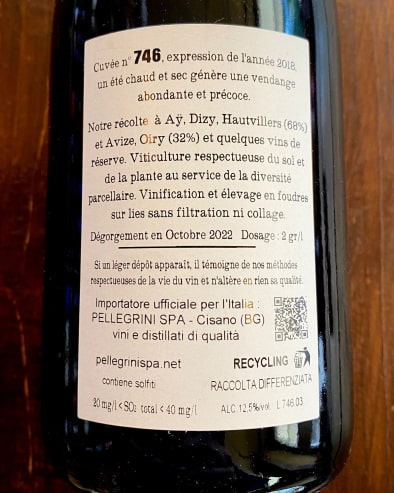 Cuvée n° 746, expression de l'année 2018,
un été chaud et sec génère une vendange
abondante et précoce.
Notre récolte à Aÿ, Dizy, Hautvillers (68%)
et Avize, Oiry (32%) et quelques vins de
réserve. Viticulture respectueuse du sol et
de la plante au service de la diversité
parcellaire. Vinification et élevage en foudres
sur lies sans filtration ni collage.
Dégorgement en Octobre 2022 Dosage : 2 gr/l
Si un léger dépôt apparaît, il témoigne de nos méthodes
respectueuses de la vie du vin et n'altère en rien sa qualité.
Importatore ufficiale per l'Italia :
PELLEGRINI SPA - Cisano (BG)
vini e distillati di qualità
pellegrinispa.net RECYCLING
contiene solfiti RACCOLTA DIFFERENZIATA
20 mg/l < SO₂ total < 40 mg/l ALC 12,5%vol. L 746.03